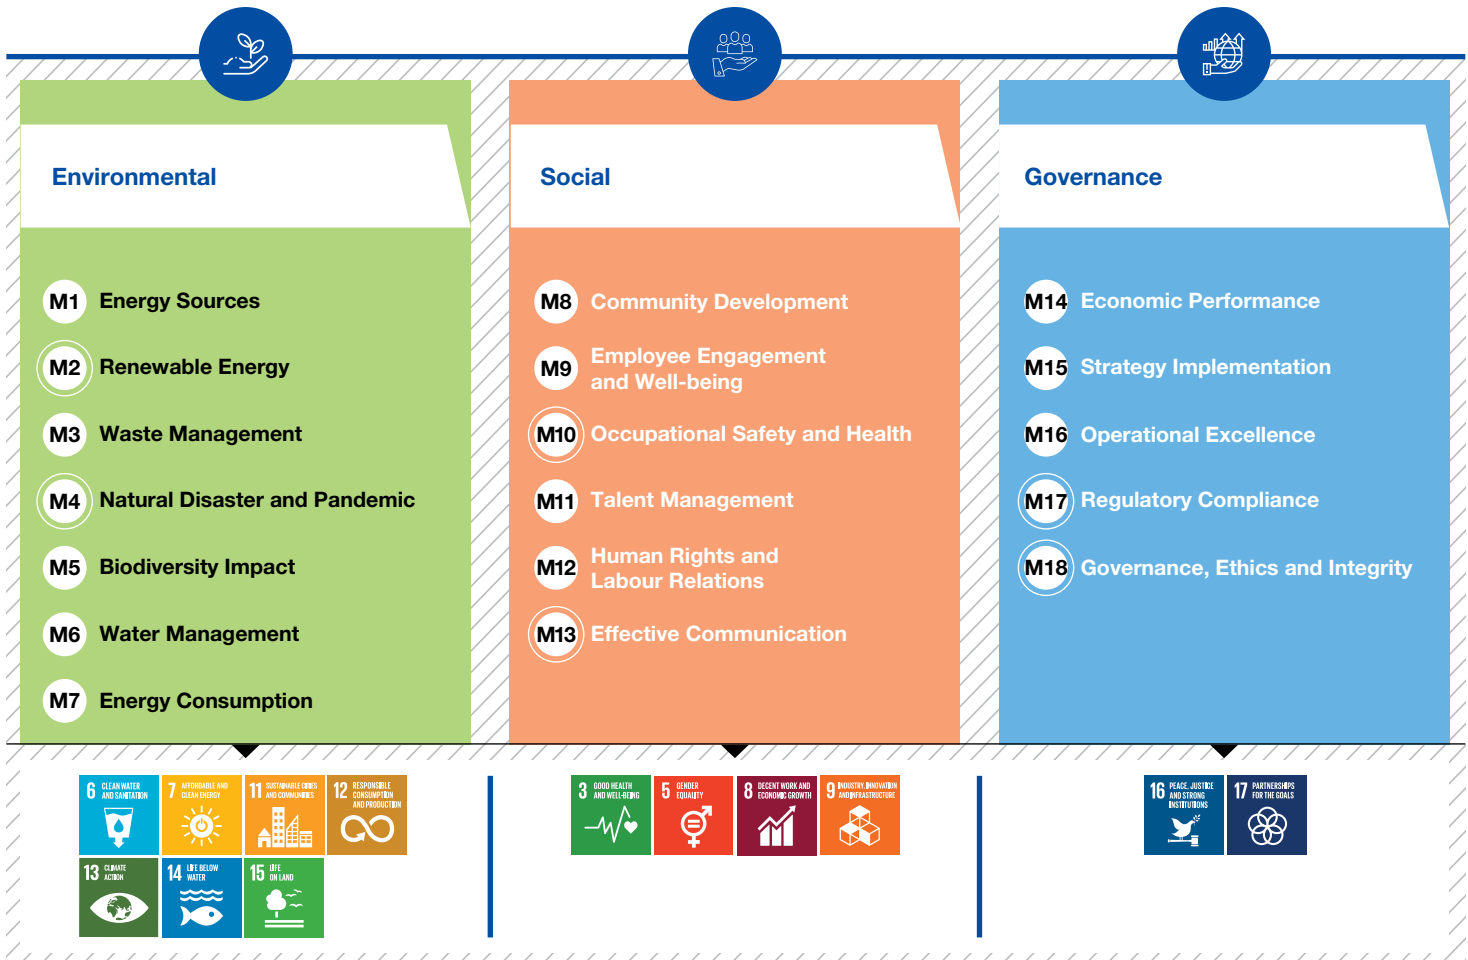 Environmental
M1 Energy Sources
M2 Renewable Energy
M3 Waste Management
M4 Natural Disaster and Pandemic
M5 Biodiversity Impact
M6 Water Management
M7 Energy Consumption
6 CLEAN WATER
AND SANITATION
7 AFFORDABLE AND
CLEAN ENERGY
11 SUSTAINABLE CITIES
AND COMMUNITIES
12 RESPONSIBLE
CONSUMPTION
AND PRODUCTION
13 CLIMATE
ACTION
14 LIFE BELOW
WATER
15 LIFE
ON LAND
Social
M8 Community Development
M9 Employee Engagement
and Well-being
M10 Occupational Safety and Health
M11 Talent Management
M12 Human Rights and
Labour Relations
M13 Effective Communication
3 GOOD HEALTH
AND WELL-BEING
5 GENDER
EQUALITY
8 DECENT WORK AND
ECONOMIC GROWTH
9 INDUSTRY, INNOVATION
AND INFRASTRUCTURE
Governance
M14 Economic Performance
M15 Strategy Implementation
M16 Operational Excellence
M17 Regulatory Compliance
M18 Governance, Ethics and Integrity
16 PEACE, JUSTICE
AND STRONG
INSTITUTIONS
17 PARTNERSHIPS
FOR THE GOALS